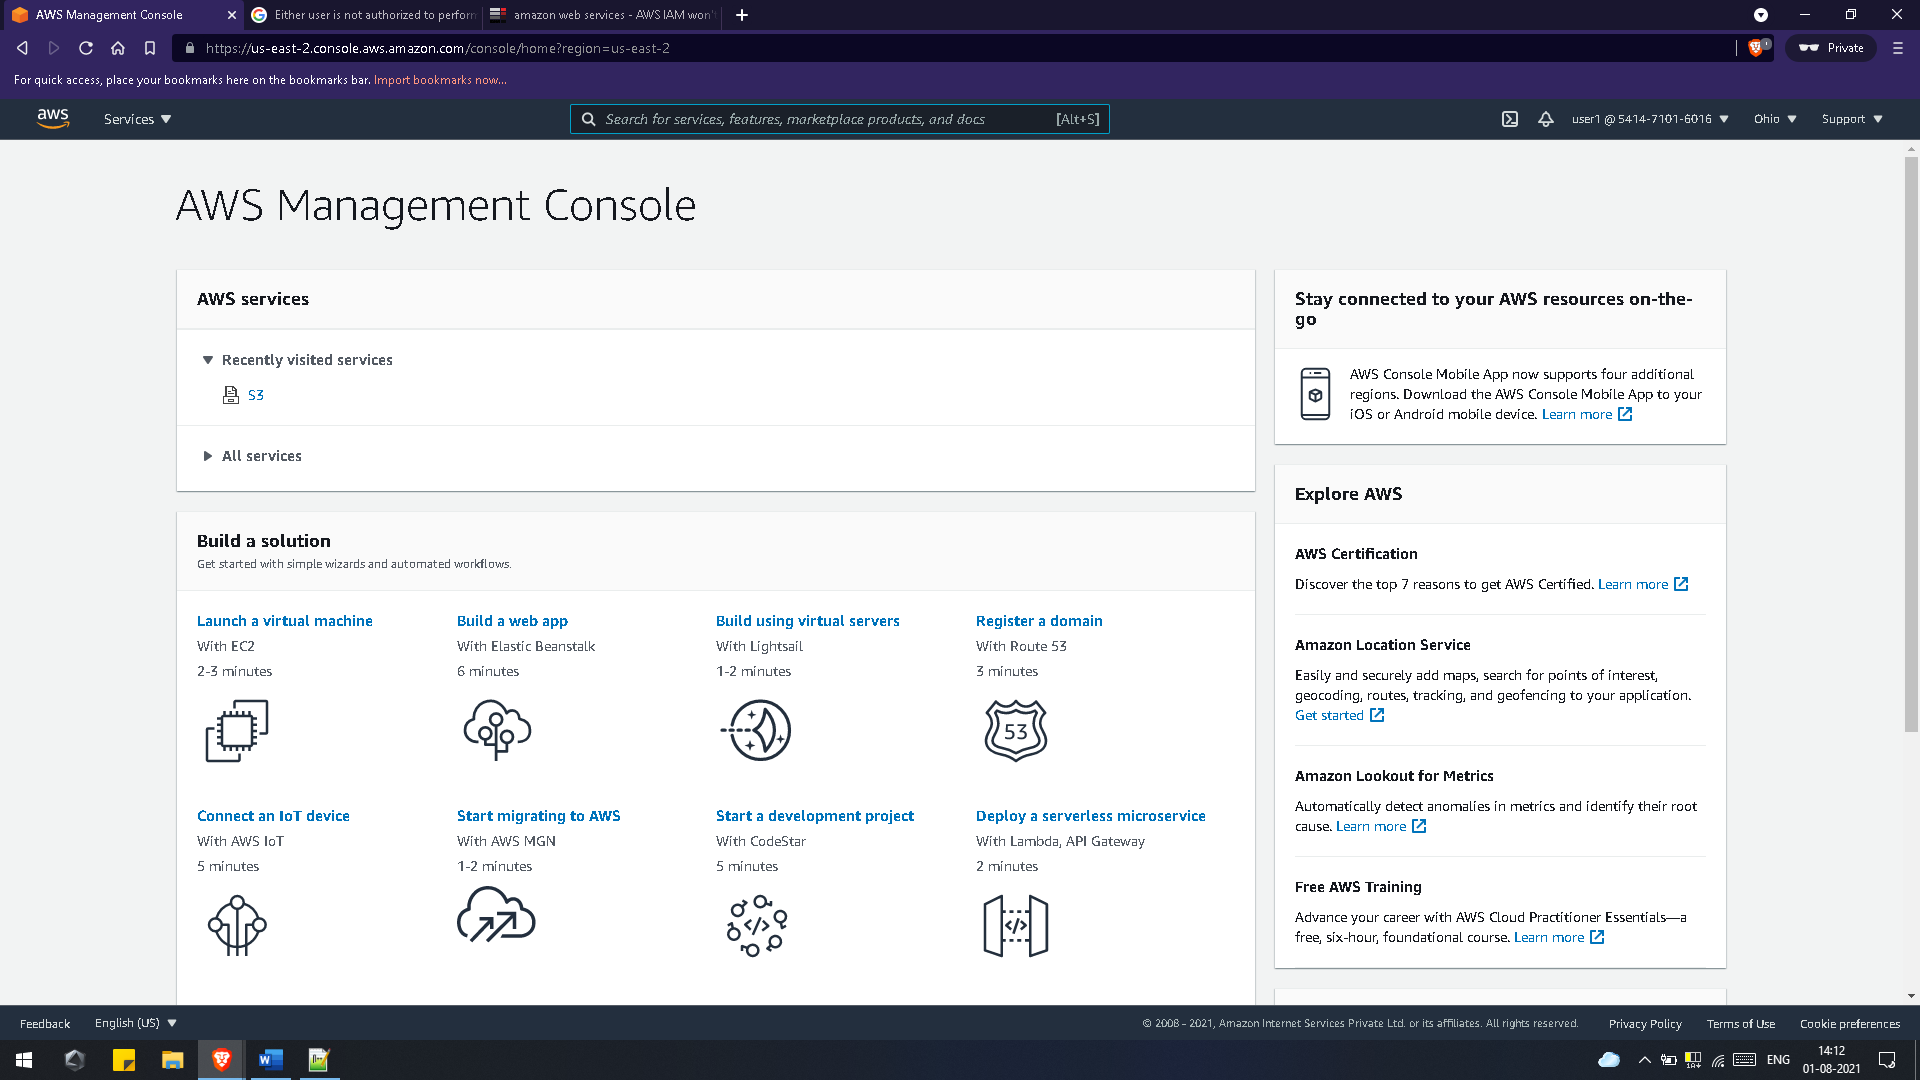 AWS Management Console
Either user is not authorized to perform
amazon web services - AWS IAM won't
https://us-east-2.console.aws.amazon.com/console/home?region=us-east-2
Private
For quick access, place your bookmarks here on the bookmarks bar. Import bookmarks now...
aws
Services
Search for services, features, marketplace products, and docs
[Alt+S]
user1 @ 5414-7101-6016
Ohio
Support
AWS Management Console
AWS services
Recently visited services
S3
All services
Build a solution
Get started with simple wizards and automated workflows.
Launch a virtual machine
With EC2
2-3 minutes
Build a web app
With Elastic Beanstalk
6 minutes
Build using virtual servers
With Lightsail
1-2 minutes
Register a domain
With Route 53
3 minutes
53
Connect an IoT device
With AWS IoT
5 minutes
Start migrating to AWS
With AWS MGN
1-2 minutes
Start a development project
With CodeStar
5 minutes
Deploy a serverless microservice
With Lambda, API Gateway
2 minutes
Stay connected to your AWS resources on-the-
go
AWS Console Mobile App now supports four additional
regions. Download the AWS Console Mobile App to your
iOS or Android mobile device. Learn more
Explore AWS
AWS Certification
Discover the top 7 reasons to get AWS Certified. Learn more
Amazon Location Service
Easily and securely add maps, search for points of interest,
geocoding, routes, tracking, and geofencing to your application.
Get started
Amazon Lookout for Metrics
Automatically detect anomalies in metrics and identify their root
cause. Learn more
Free AWS Training
Advance your career with AWS Cloud Practitioner Essentials—a
free, six-hour, foundational course. Learn more
Feedback
English (US)
© 2008 - 2021, Amazon Internet Services Private Ltd. or its affiliates. All rights reserved.
Privacy Policy
Terms of Use
Cookie preferences
ENG
14:12
01-08-2021